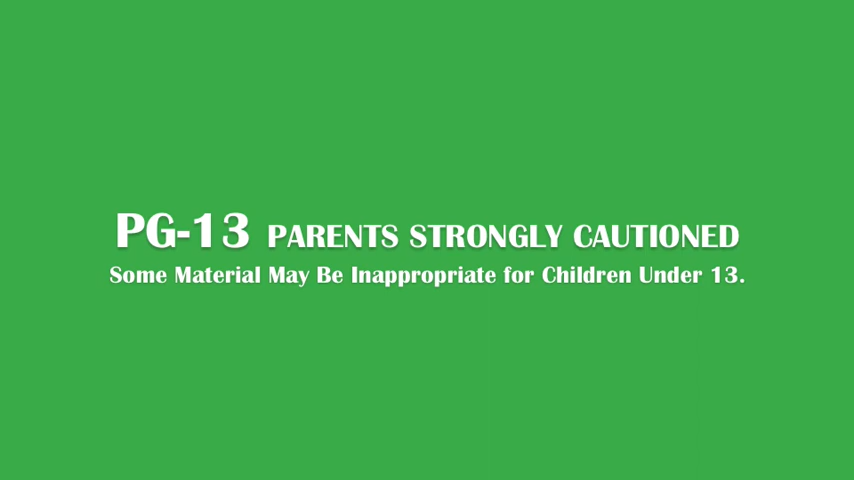 PG-13 PARENTS STRONGLY CAUTIONED
Some Material May Be Inappropriate for Children Under 13.